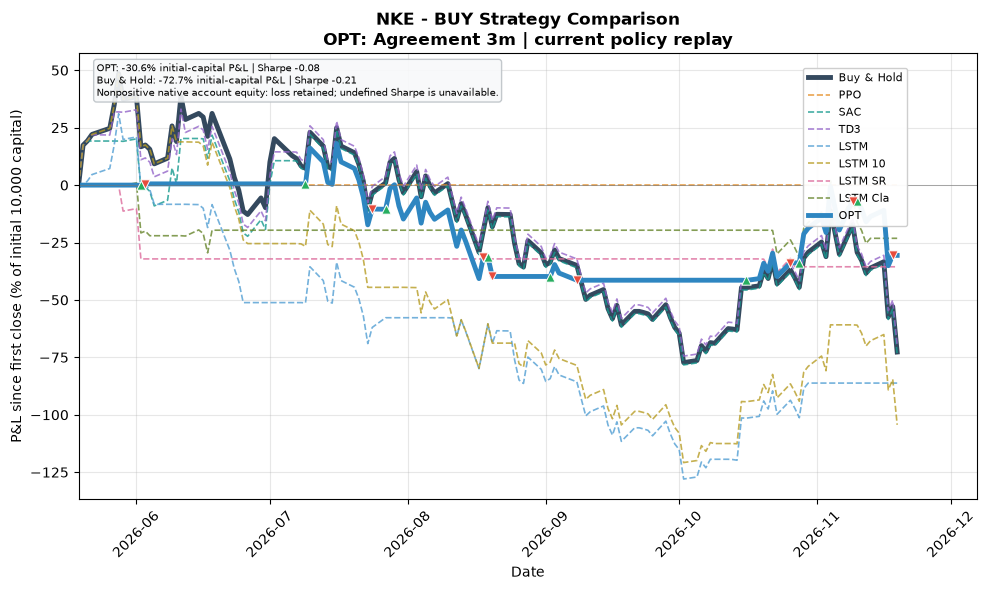 NKE - BUY Strategy Comparison
OPT: Agreement 3m | current policy replay
OPT: -30.6% initial-capital P&L | Sharpe -0.08
Buy & Hold: -72.7% initial-capital P&L | Sharpe -0.21
Nonpositive native account equity: loss retained; undefined Sharpe is unavailable.
Buy & Hold
PPO
SAC
TD3
LSTM
LSTM 10
LSTM SR
LSTM Cla
OPT
P&L since first close (% of initial 10,000 capital)
50
25
0
−25
−50
−75
−100
−125
2026-06
2026-07
2026-08
2026-09
2026-10
2026-11
2026-12
Date